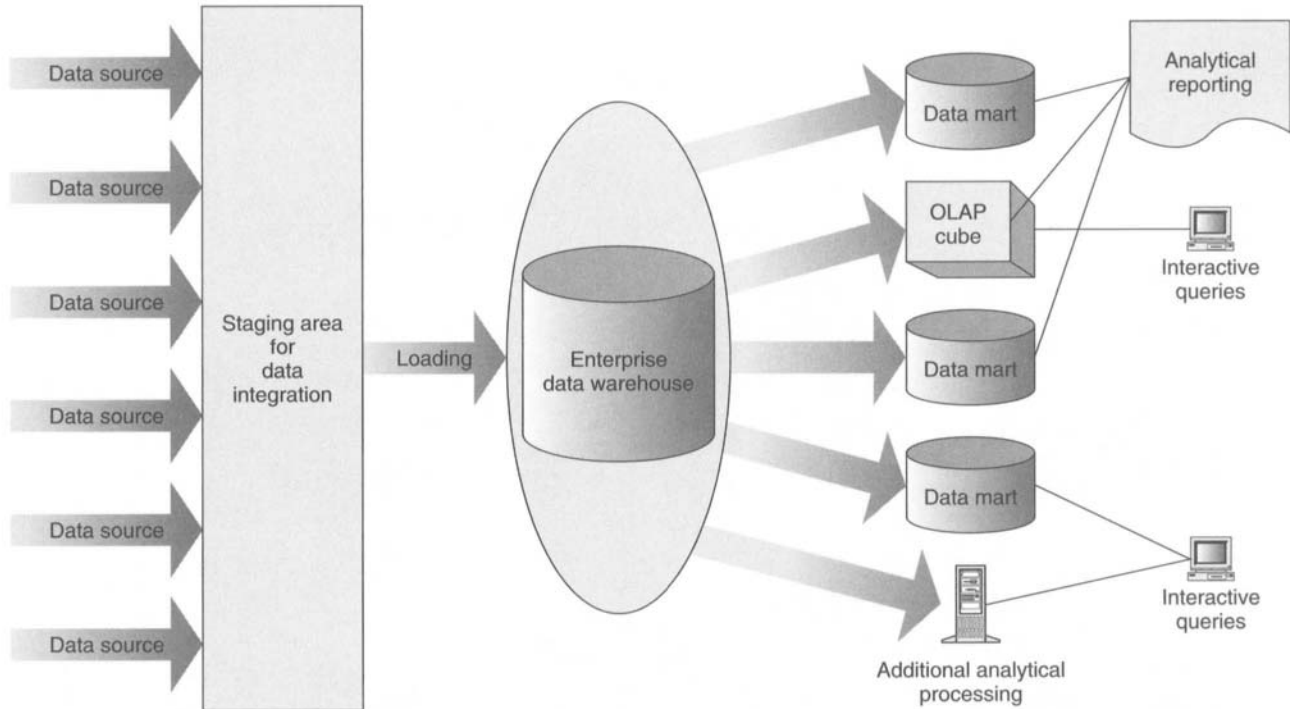 Data source
Data source
Data source
Data source
Data source
Data source
Staging area
for
data
integration
Loading
Enterprise
data warehouse
Data mart
OLAP
cube
Data mart
Data mart
Additional analytical
processing
Analytical
reporting
Interactive
queries
Interactive
queries